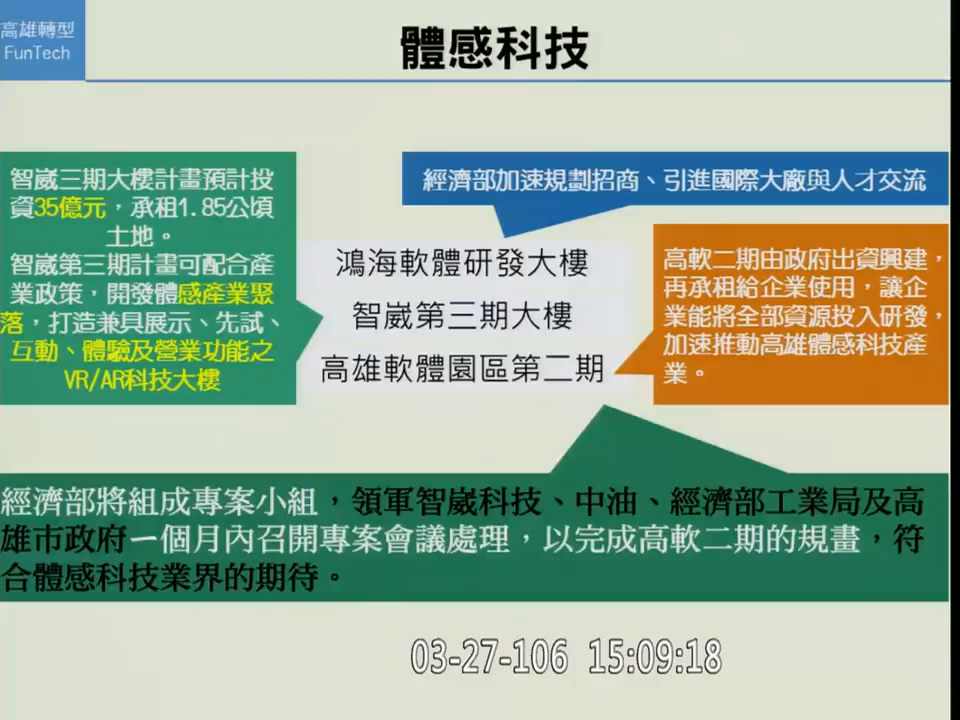 高雄轉型
FunTech
體感科技
智崴三期大樓計畫預計投
資35億元，承租1.85公頃
土地。
智崴第三期計畫可配合產
業政策，開發體感產業聚
落，打造兼具展示、先試、
互動、體驗及營業功能之
VR/AR科技大樓
經濟部加速規劃招商、引進國際大廠與人才交流
鴻海軟體研發大樓
智崴第三期大樓
高雄軟體園區第二期
高軟二期由政府出資興建，
再承租給企業使用，讓企
業能將全部資源投入研發，
加速推動高雄體感科技產
業。
經濟部將組成專案小組，領軍智崴科技、中油、經濟部工業局及高
雄市政府一個月內召開專案會議處理，以完成高軟二期的規畫，符
合體感科技業界的期待。
03-27-106 15:09:18